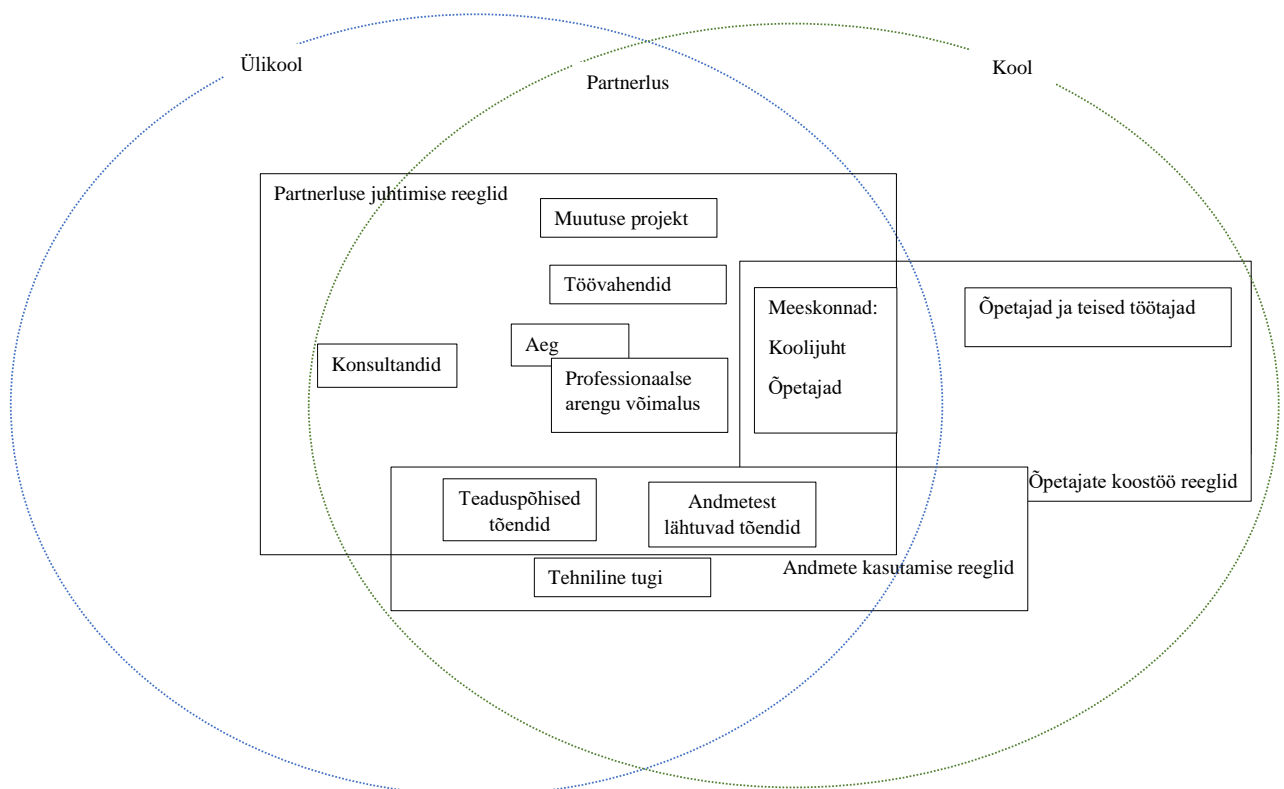 Ülikool
Partnerlus
Kool
Partnerluse juhtimise reeglid
Muutuse projekt
Töövahendid
Aeg
Konsultandid
Professionaalse
arengu võimalus
Meeskonnad:
Koolijuht
Õpetajad
Õpetajad ja teised töötajad
Õpetajate koostöö reeglid
Teaduspõhised
tõendid
Andmetest
lähtuvad tõendid
Tehniline tugi
Andmete kasutamise reeglid